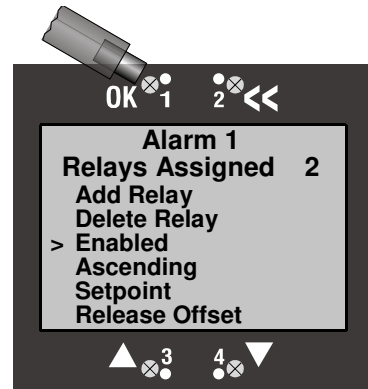 OK 1 2 <<
Alarm 1
Relays Assigned 2
Add Relay
Delete Relay
> Enabled
Ascending
Setpoint
Release Offset
3 4